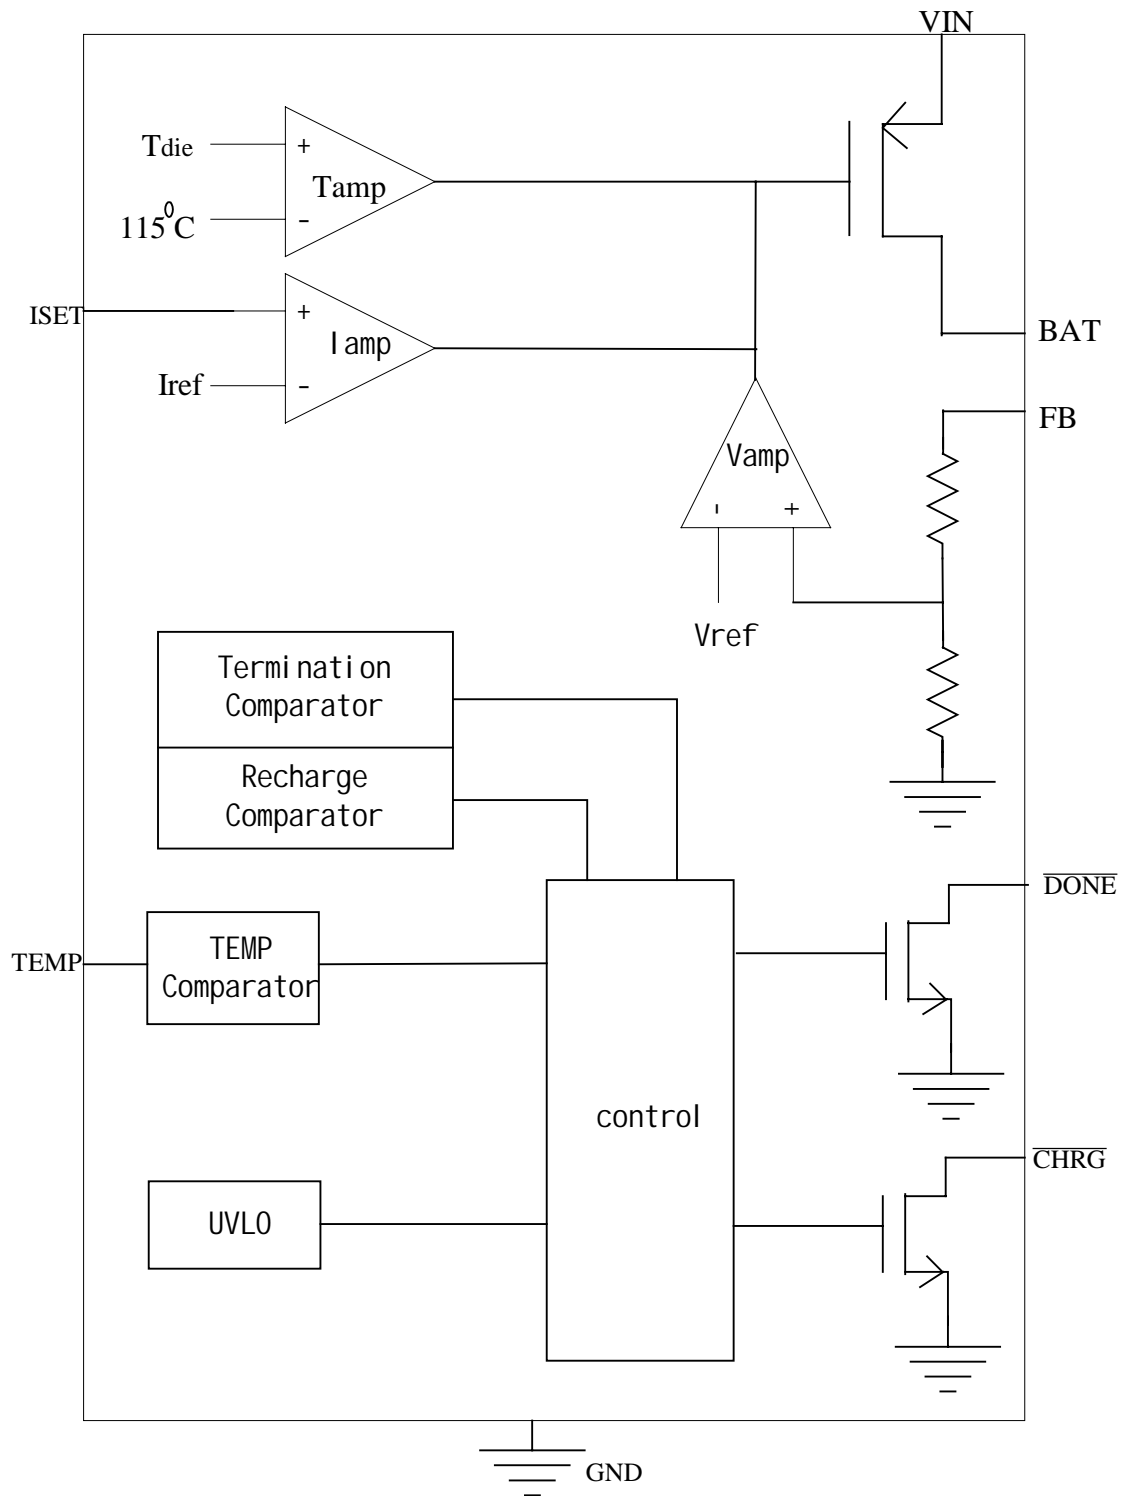 VIN
Tdie
+
Tamp
115⁰C
-
ISET
+
Iamp
BAT
Iref
-
FB
Vamp
- +
Vref
Termination
Comparator
Recharge
Comparator
DONE
TEMP
TEMP
Comparator
control
CHRG
UVLO
GND